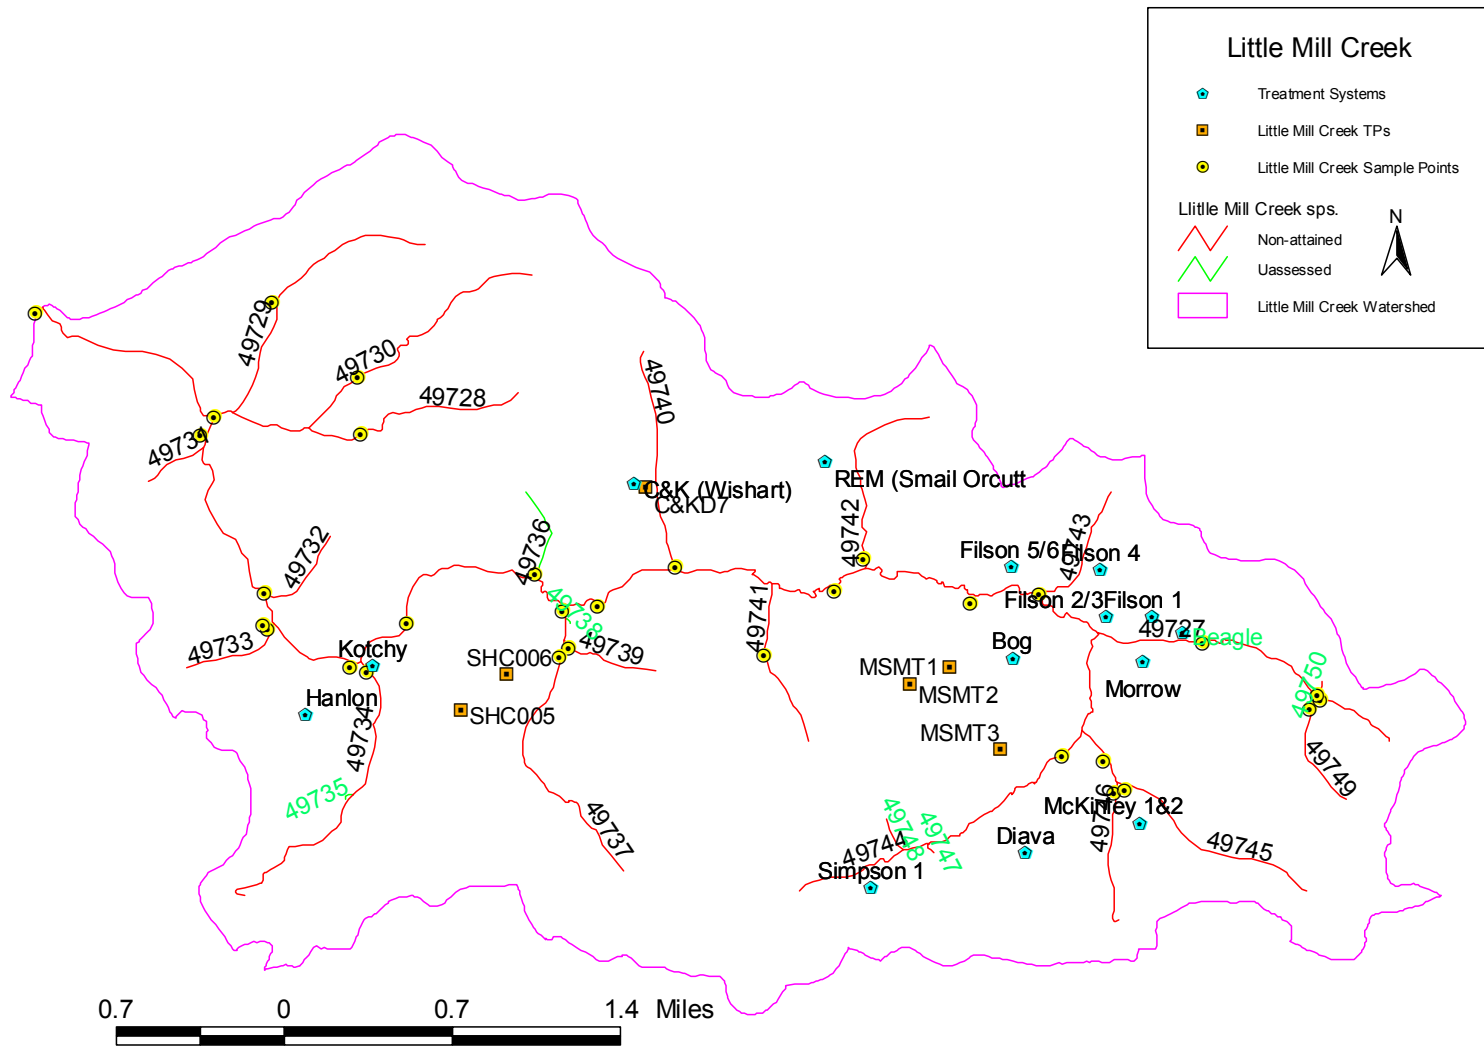 Little Mill Creek
Treatment Systems
Little Mill Creek TPs
Little Mill Creek Sample Points
Llitlle Mill Creek sps.
N
Non-attained
Uassessed
Little Mill Creek Watershed
49729
49730
49728
49731
49740
C&K (Wishart)
C&KD7
REM (Smail Orcutt
49742
49732
49736
49738
49739
49733
Kotchy
Hanlon
49734
49735
SHC006
SHC005
49737
49741
Filson 5/6
Filson 4
49743
Filson 2/3
Filson 1
49727
Beagle
Bog
Morrow
49750
49749
MSMT1
MSMT2
MSMT3
McKinley 1&2
49746
49745
Diava
49744
49748
49747
Simpson 1
0.7 0 0.7 1.4 Miles